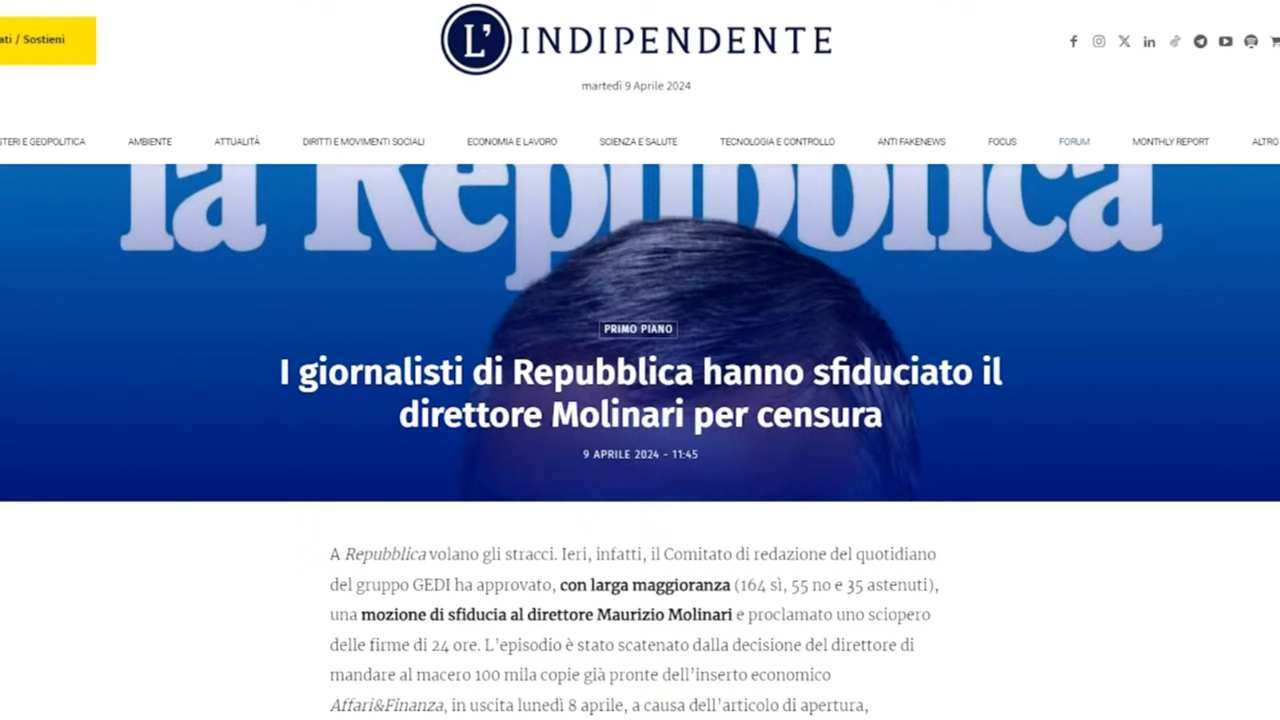 ati / Sostieni
L'INDIPENDENTE
martedì 9 Aprile 2024
TERI E GEOPOLITICA AMBIENTE ATTUALITÀ DIRITTI E MOVIMENTI SOCIALI ECONOMIA E LAVORO SCIENZA E SALUTE TECNOLOGIA E CONTROLLO ANTI FAKENEWS FOCUS FORUM MONTHLY REPORT ALTRO
la Repubblica
PRIMO PIANO
I giornalisti di Repubblica hanno sfiduciato il
direttore Molinari per censura
9 APRILE 2024 - 11:45
A Repubblica volano gli stracci. Ieri, infatti, il Comitato di redazione del quotidiano
del gruppo GEDI ha approvato, con larga maggioranza (164 sì, 55 no e 35 astenuti),
una mozione di sfiducia al direttore Maurizio Molinari e proclamato uno sciopero
delle firme di 24 ore. L'episodio è stato scatenato dalla decisione del direttore di
mandare al macero 100 mila copie già pronte dell'inserto economico
Affari&Finanza, in uscita lunedì 8 aprile, a causa dell'articolo di apertura,